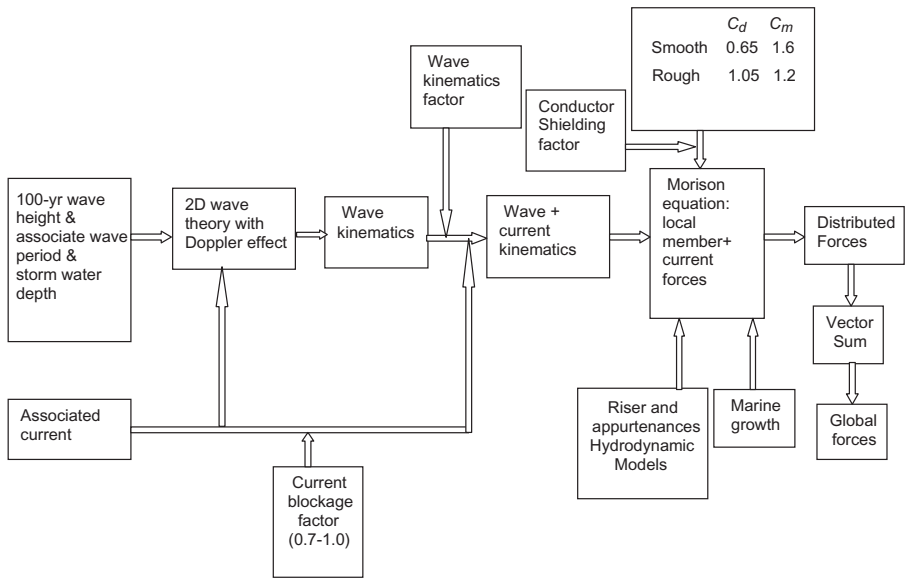 C_d C_m
Smooth 0.65 1.6
Rough 1.05 1.2
Wave
kinematics
factor
Conductor
Shielding
factor
100-yr wave
height &
associate wave
period &
storm water
depth
2D wave
theory with
Doppler effect
Wave
kinematics
Wave +
current
kinematics
Morison
equation:
local
member+
current
forces
Distributed
Forces
Vector
Sum
Global
forces
Associated
current
Current
blockage
factor
(0.7-1.0)
Riser and
appurtenances
Hydrodynamic
Models
Marine
growth